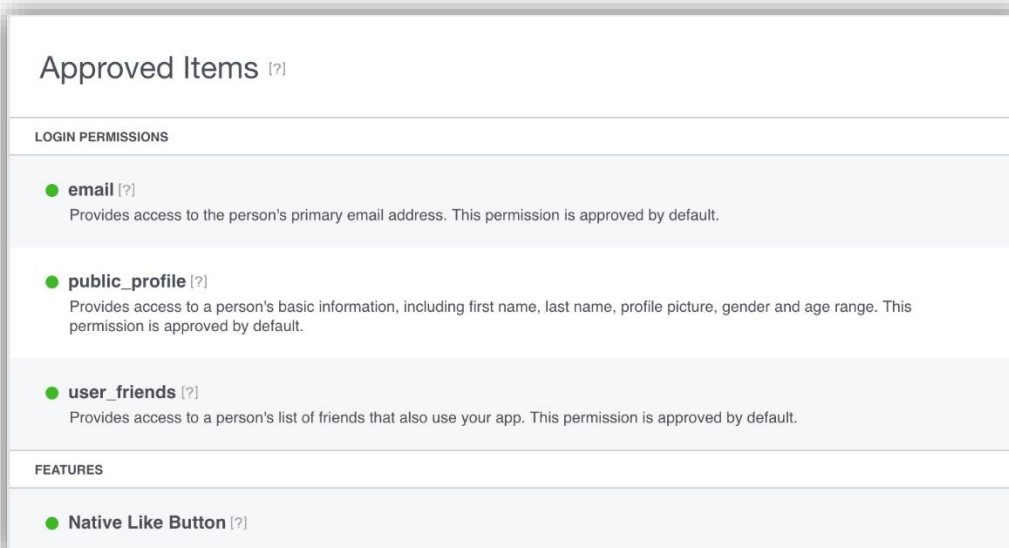 Approved Items [?]
LOGIN PERMISSIONS
email [?]
Provides access to the person's primary email address. This permission is approved by default.
public_profile [?]
Provides access to a person's basic information, including first name, last name, profile picture, gender and age range. This
permission is approved by default.
user_friends [?]
Provides access to a person's list of friends that also use your app. This permission is approved by default.
FEATURES
Native Like Button [?]